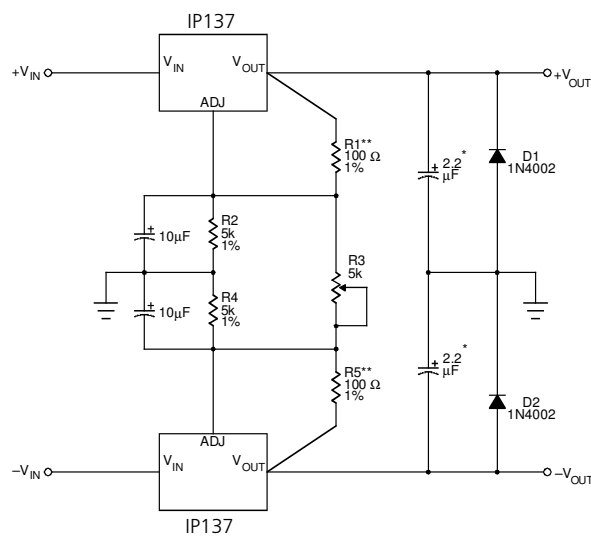 IP137
+VIN
VIN
VOUT
ADJ
+VOUT
R1**
100 Ω
1%
2.2 *
µF
D1
1N4002
10µF
R2
5k
1%
R3
5k
10µF
R4
5k
1%
R5**
100 Ω
1%
2.2 *
µF
D2
1N4002
ADJ
–VIN
VIN
VOUT
–VOUT
IP137